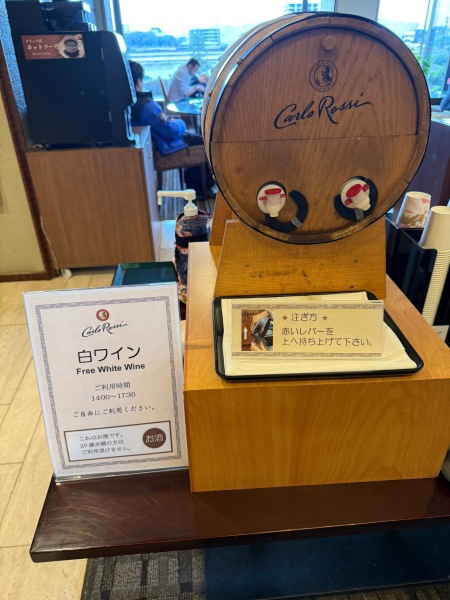 ホットコーヒー
Carlo Rossi
★ 注ぎ方 ★
赤いレバーを
上へ持ち上げて下さい。
Carlo Rossi
白ワイン
Free White Wine
ご利用時間
14:00~17:30
ご自由にご利用ください。
これはお酒です。
20歳未満の方は
ご利用頂けません。
お酒